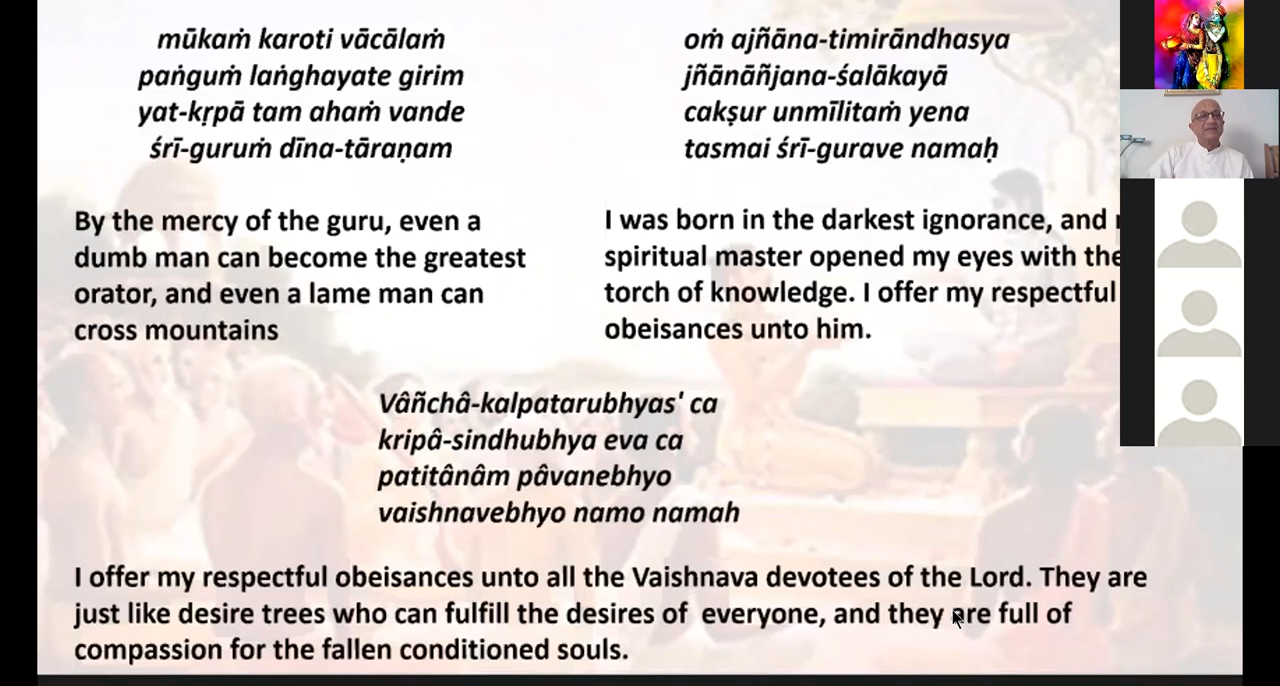 mūkaṁ karoti vācālaṁ
paṅguṁ laṅghayate girim
yat-kṛpā tam ahaṁ vande
śrī-guruṁ dīna-tāraṇam
By the mercy of the guru, even a
dumb man can become the greatest
orator, and even a lame man can
cross mountains
oṁ ajñāna-timirāndhasya
jñānāñjana-śalākayā
cakṣur unmīlitaṁ yena
tasmai śrī-gurave namaḥ
I was born in the darkest ignorance, and
spiritual master opened my eyes with the
torch of knowledge. I offer my respectful
obeisances unto him.
Vâñchâ-kalpatarubhyas' ca
kripâ-sindhubhya eva ca
patitânâm pâvanebhyo
vaishnavebhyo namo namah
I offer my respectful obeisances unto all the Vaishnava devotees of the Lord. They are
just like desire trees who can fulfill the desires of everyone, and they are full of
compassion for the fallen conditioned souls.